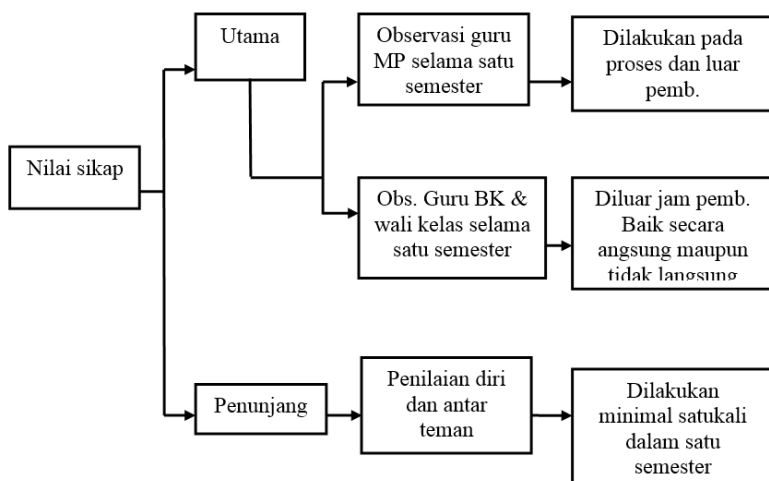 Nilai sikap
Utama
Observasi guru
MP selama satu
semester
Dilakukan pada
proses dan luar
pemb.
Obs. Guru BK &
wali kelas selama
satu semester
Diluar jam pemb.
Baik secara
angsung maupun
tidak langsung
Penunjang
Penilaian diri
dan antar
teman
Dilakukan
minimal satukali
dalam satu
semester